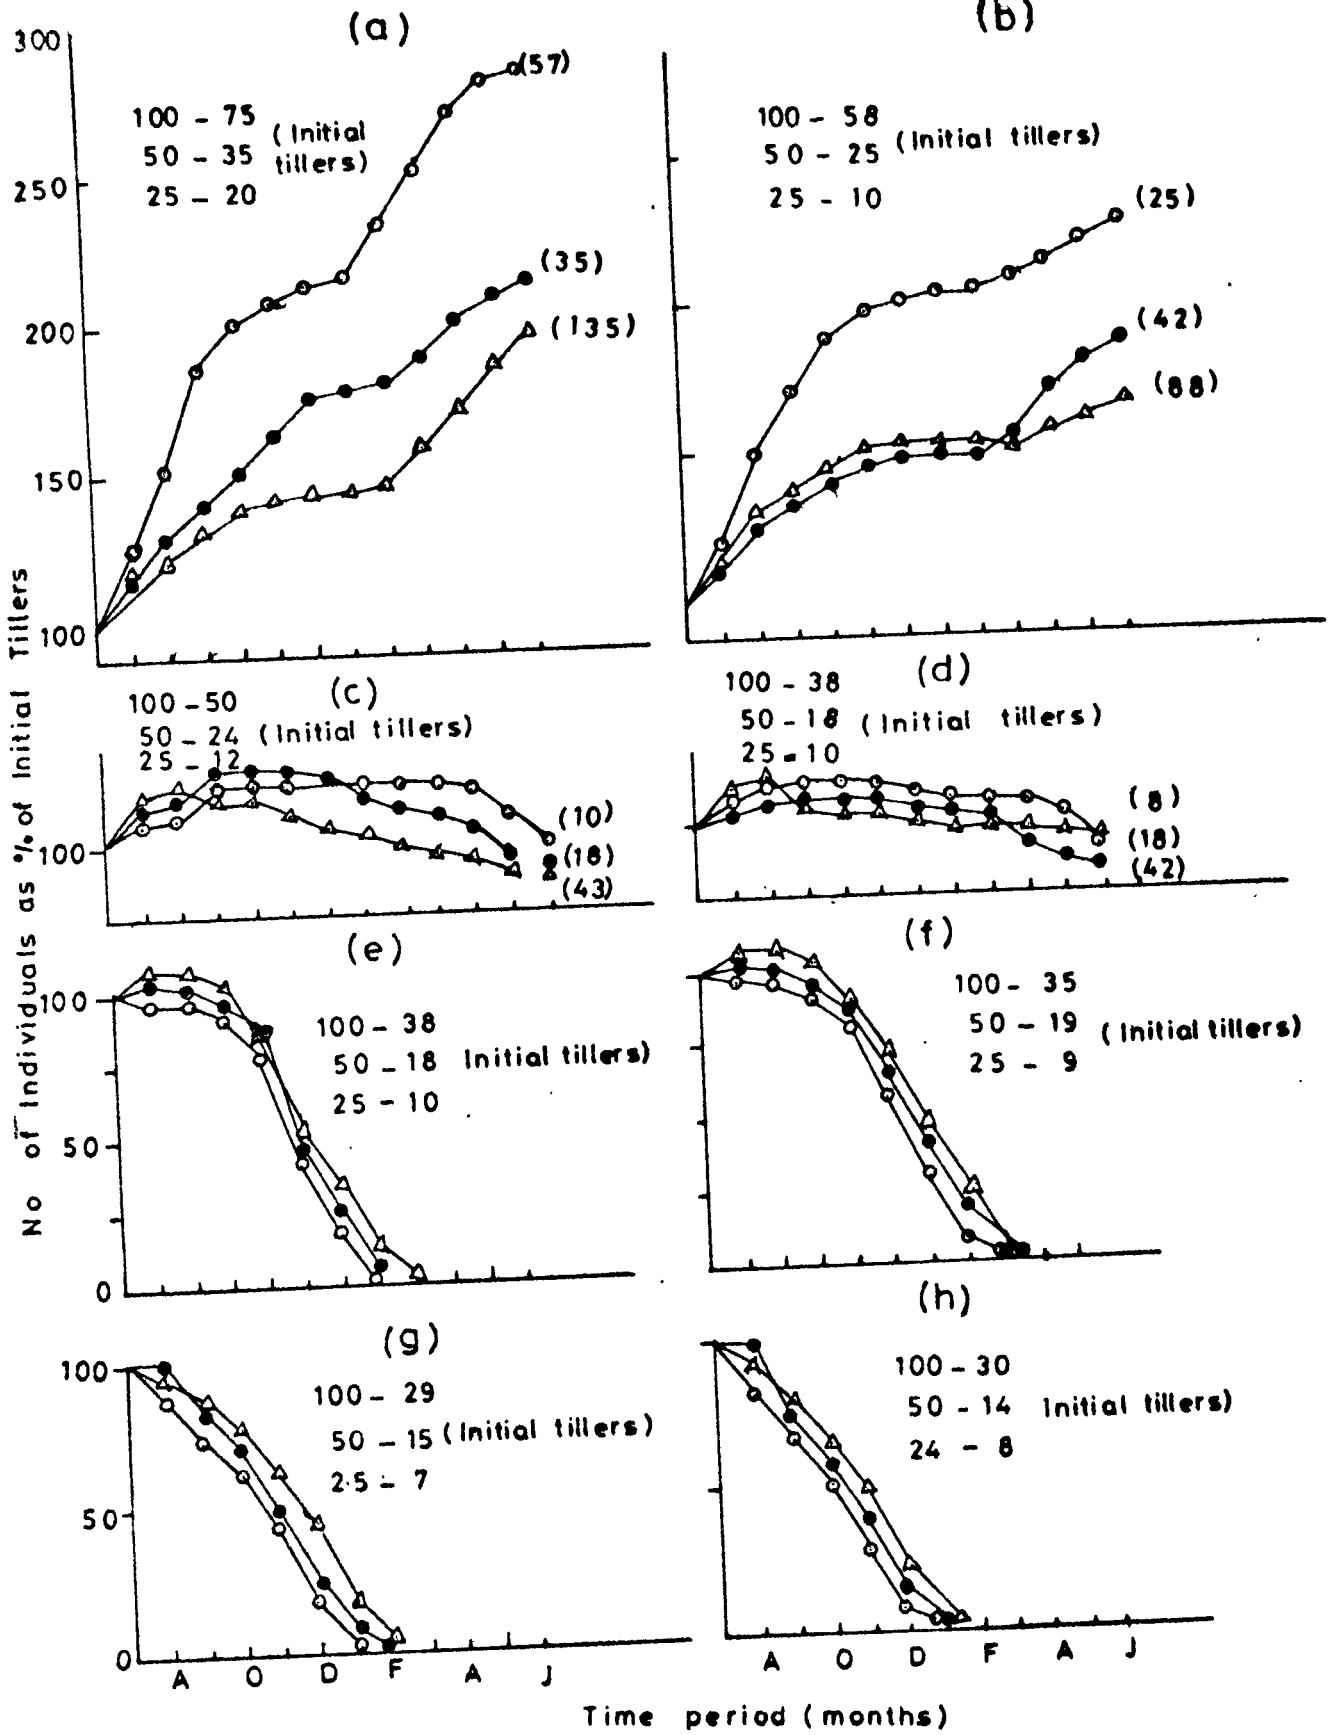 (a)
(b)
300
250
200
150
100
100 - 75
50 - 35
25 - 20
(Initial
tillers)
(57)
(35)
(135)
100 - 58
50 - 25 (Initial tillers)
25 - 10
(25)
(42)
(88)
(c)
100 - 50
50 - 24 (Initial tillers)
25 - 12
100
(10)
(18)
(43)
(d)
100 - 38
50 - 18 (Initial tillers)
25 - 10
(8)
(18)
(42)
(e)
100
50
0
100 - 38
50 - 18 Initial tillers)
25 - 10
(f)
100 - 35
50 - 19 (Initial tillers)
25 - 9
(g)
100
50
0
100 - 29
50 - 15 (Initial tillers)
2.5 - 7
A O D F A J
(h)
100 - 30
50 - 14 Initial tillers)
24 - 8
A O D F A J
No of Individuals as % of Initial Tillers
Time period (months)